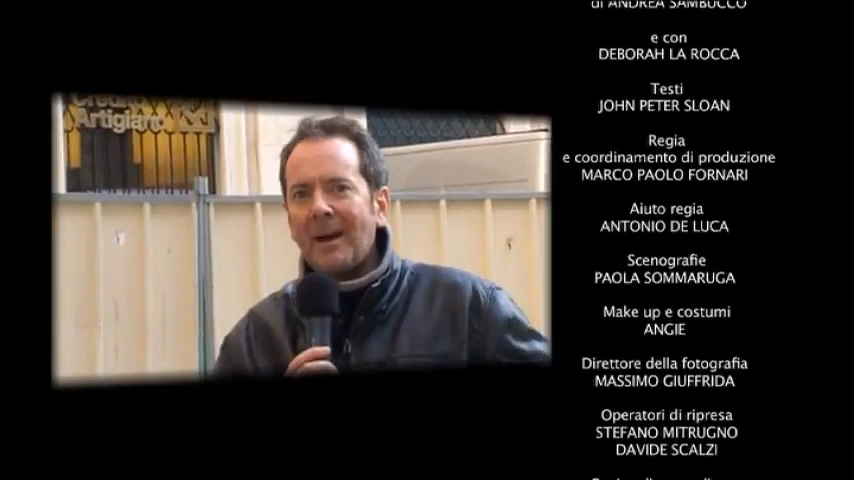 Credito
Artigiano
di ANDREA SAMBUCCO
e con
DEBORAH LA ROCCA
Testi
JOHN PETER SLOAN
Regia
e coordinamento di produzione
MARCO PAOLO FORNARI
Aiuto regia
ANTONIO DE LUCA
Scenografie
PAOLA SOMMARUGA
Make up e costumi
ANGIE
Direttore della fotografia
MASSIMO GIUFFRIDA
Operatori di ripresa
STEFANO MITRUGNO
DAVIDE SCALZI